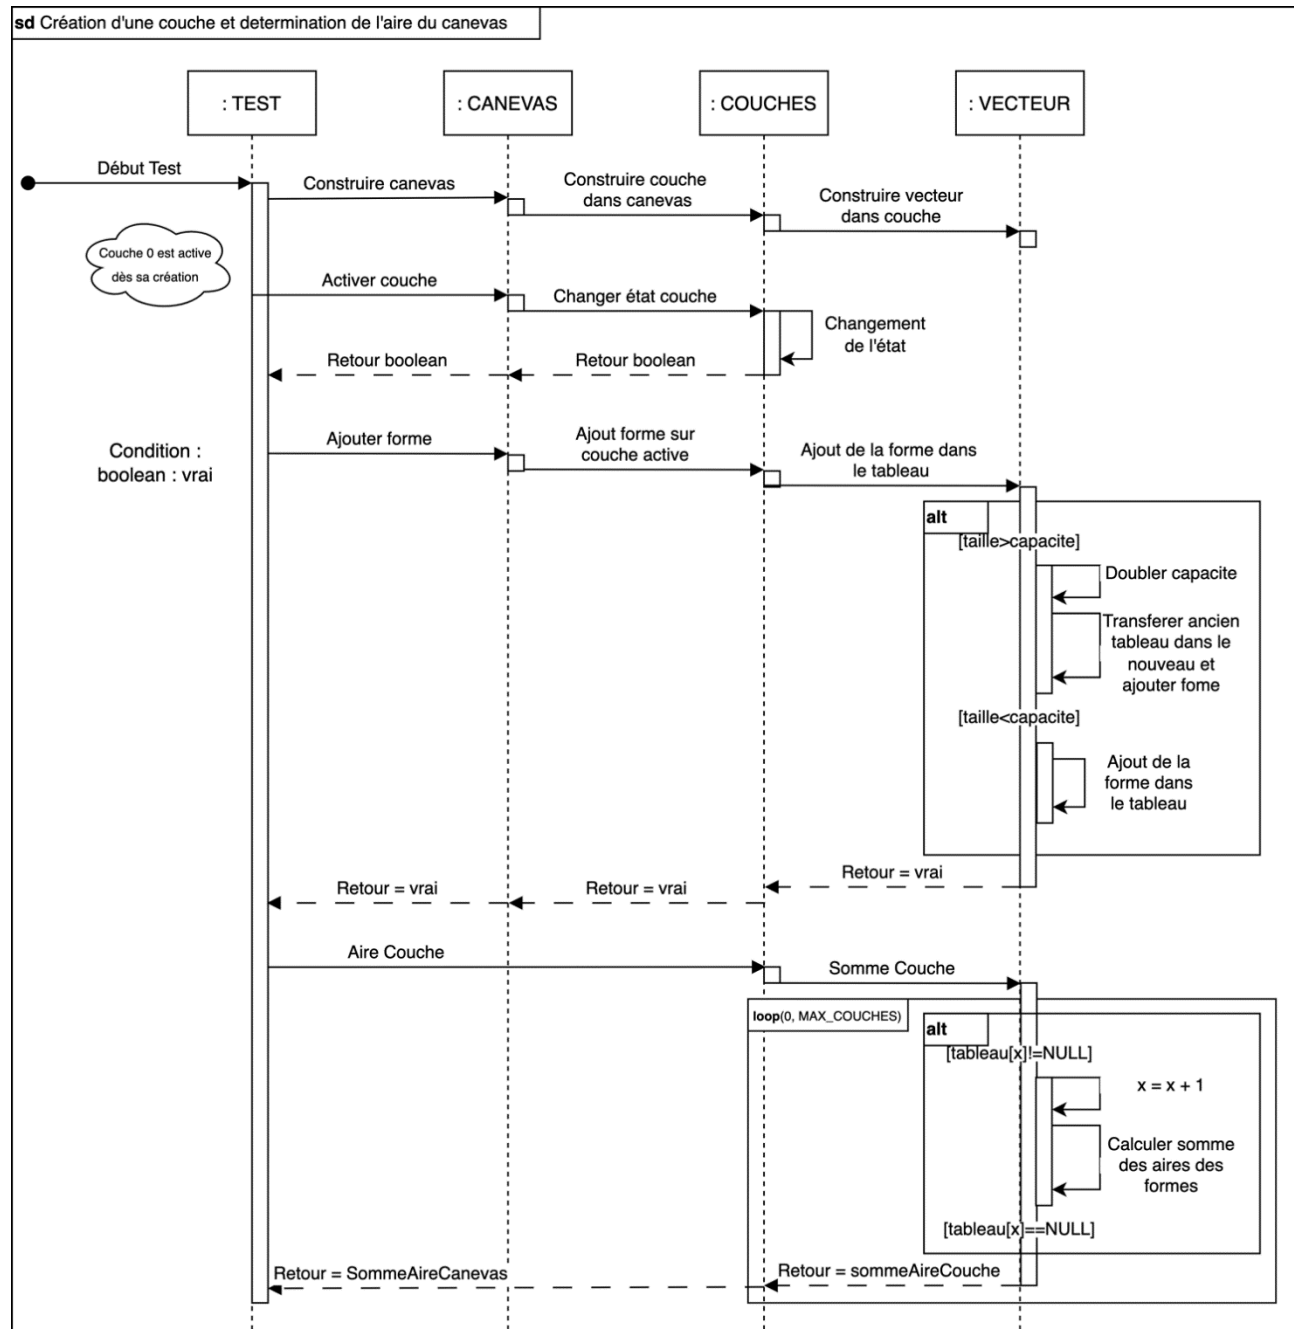 sd Création d'une couche et determination de l'aire du canevas
: TEST
: CANEVAS
: COUCHES
: VECTEUR
Début Test
Construire canevas
Construire couche
dans canevas
Construire vecteur
dans couche
Couche 0 est active
dès sa création
Activer couche
Changer état couche
Changement
de l'état
Retour boolean
Retour boolean
Condition :
boolean : vrai
Ajouter forme
Ajout forme sur
couche active
Ajout de la forme dans
le tableau
alt
[taille>capacite]
Doubler capacite
Transferer ancien
tableau dans le
nouveau et
ajouter fome
[taille<capacite]
Ajout de la
forme dans
le tableau
Retour = vrai
Retour = vrai
Retour = vrai
Aire Couche
Somme Couche
loop(0, MAX_COUCHES)
alt
[tableau[x]!=NULL]
x = x + 1
Calculer somme
des aires des
formes
[tableau[x]==NULL]
Retour = sommeAireCouche
Retour = SommeAireCanevas